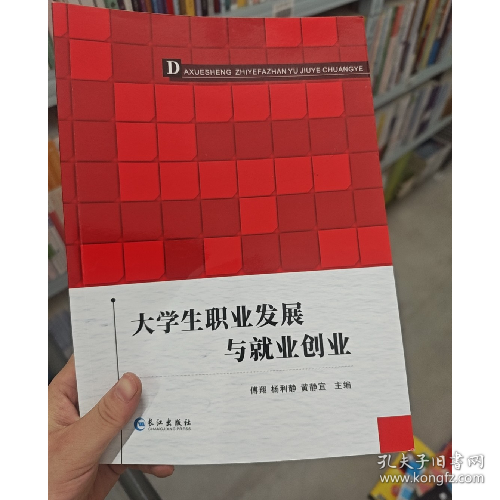 DAXUESHENG ZHIYEFAZHAN YU JIUYE CHUANGYE
大学生职业发展
与就业创业
傅翔 杨利静 黄静宜 主编
长江出版社
CHANGJIANG PRESS
孔夫子旧书网
www.kongfz.com